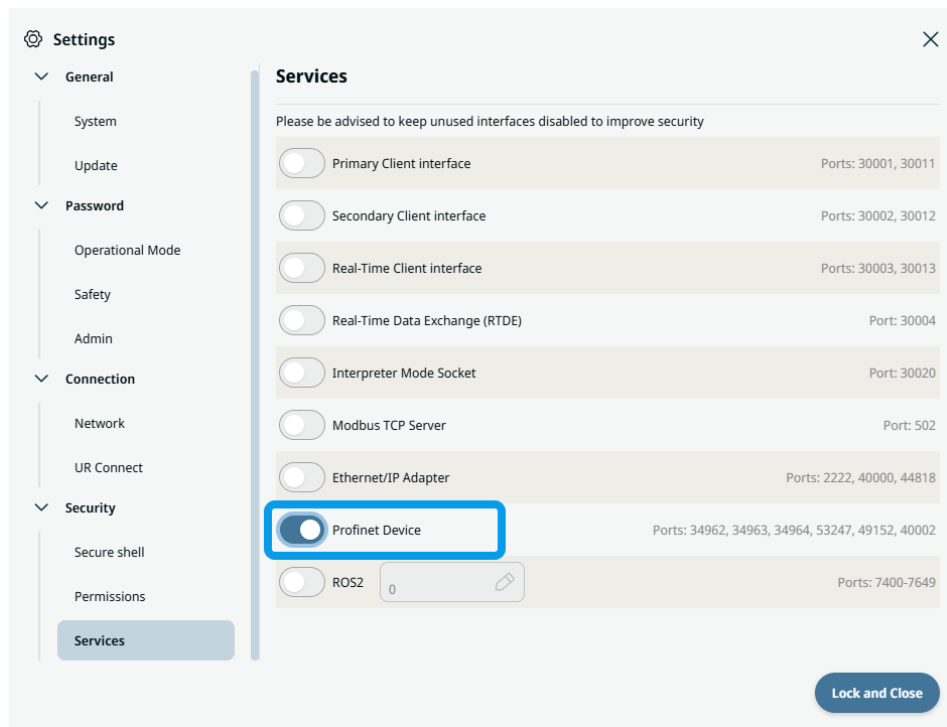 Settings
General
System
Update
Password
Operational Mode
Safety
Admin
Connection
Network
UR Connect
Security
Secure shell
Permissions
Services
Services
Please be advised to keep unused interfaces disabled to improve security
Primary Client interface Ports: 30001, 30011
Secondary Client interface Ports: 30002, 30012
Real-Time Client interface Ports: 30003, 30013
Real-Time Data Exchange (RTDE) Port: 30004
Interpreter Mode Socket Port: 30020
Modbus TCP Server Port: 502
Ethernet/IP Adapter Ports: 2222, 40000, 44818
Profinet Device Ports: 34962, 34963, 34964, 53247, 49152, 40002
ROS2 0 Ports: 7400-7649
Lock and Close